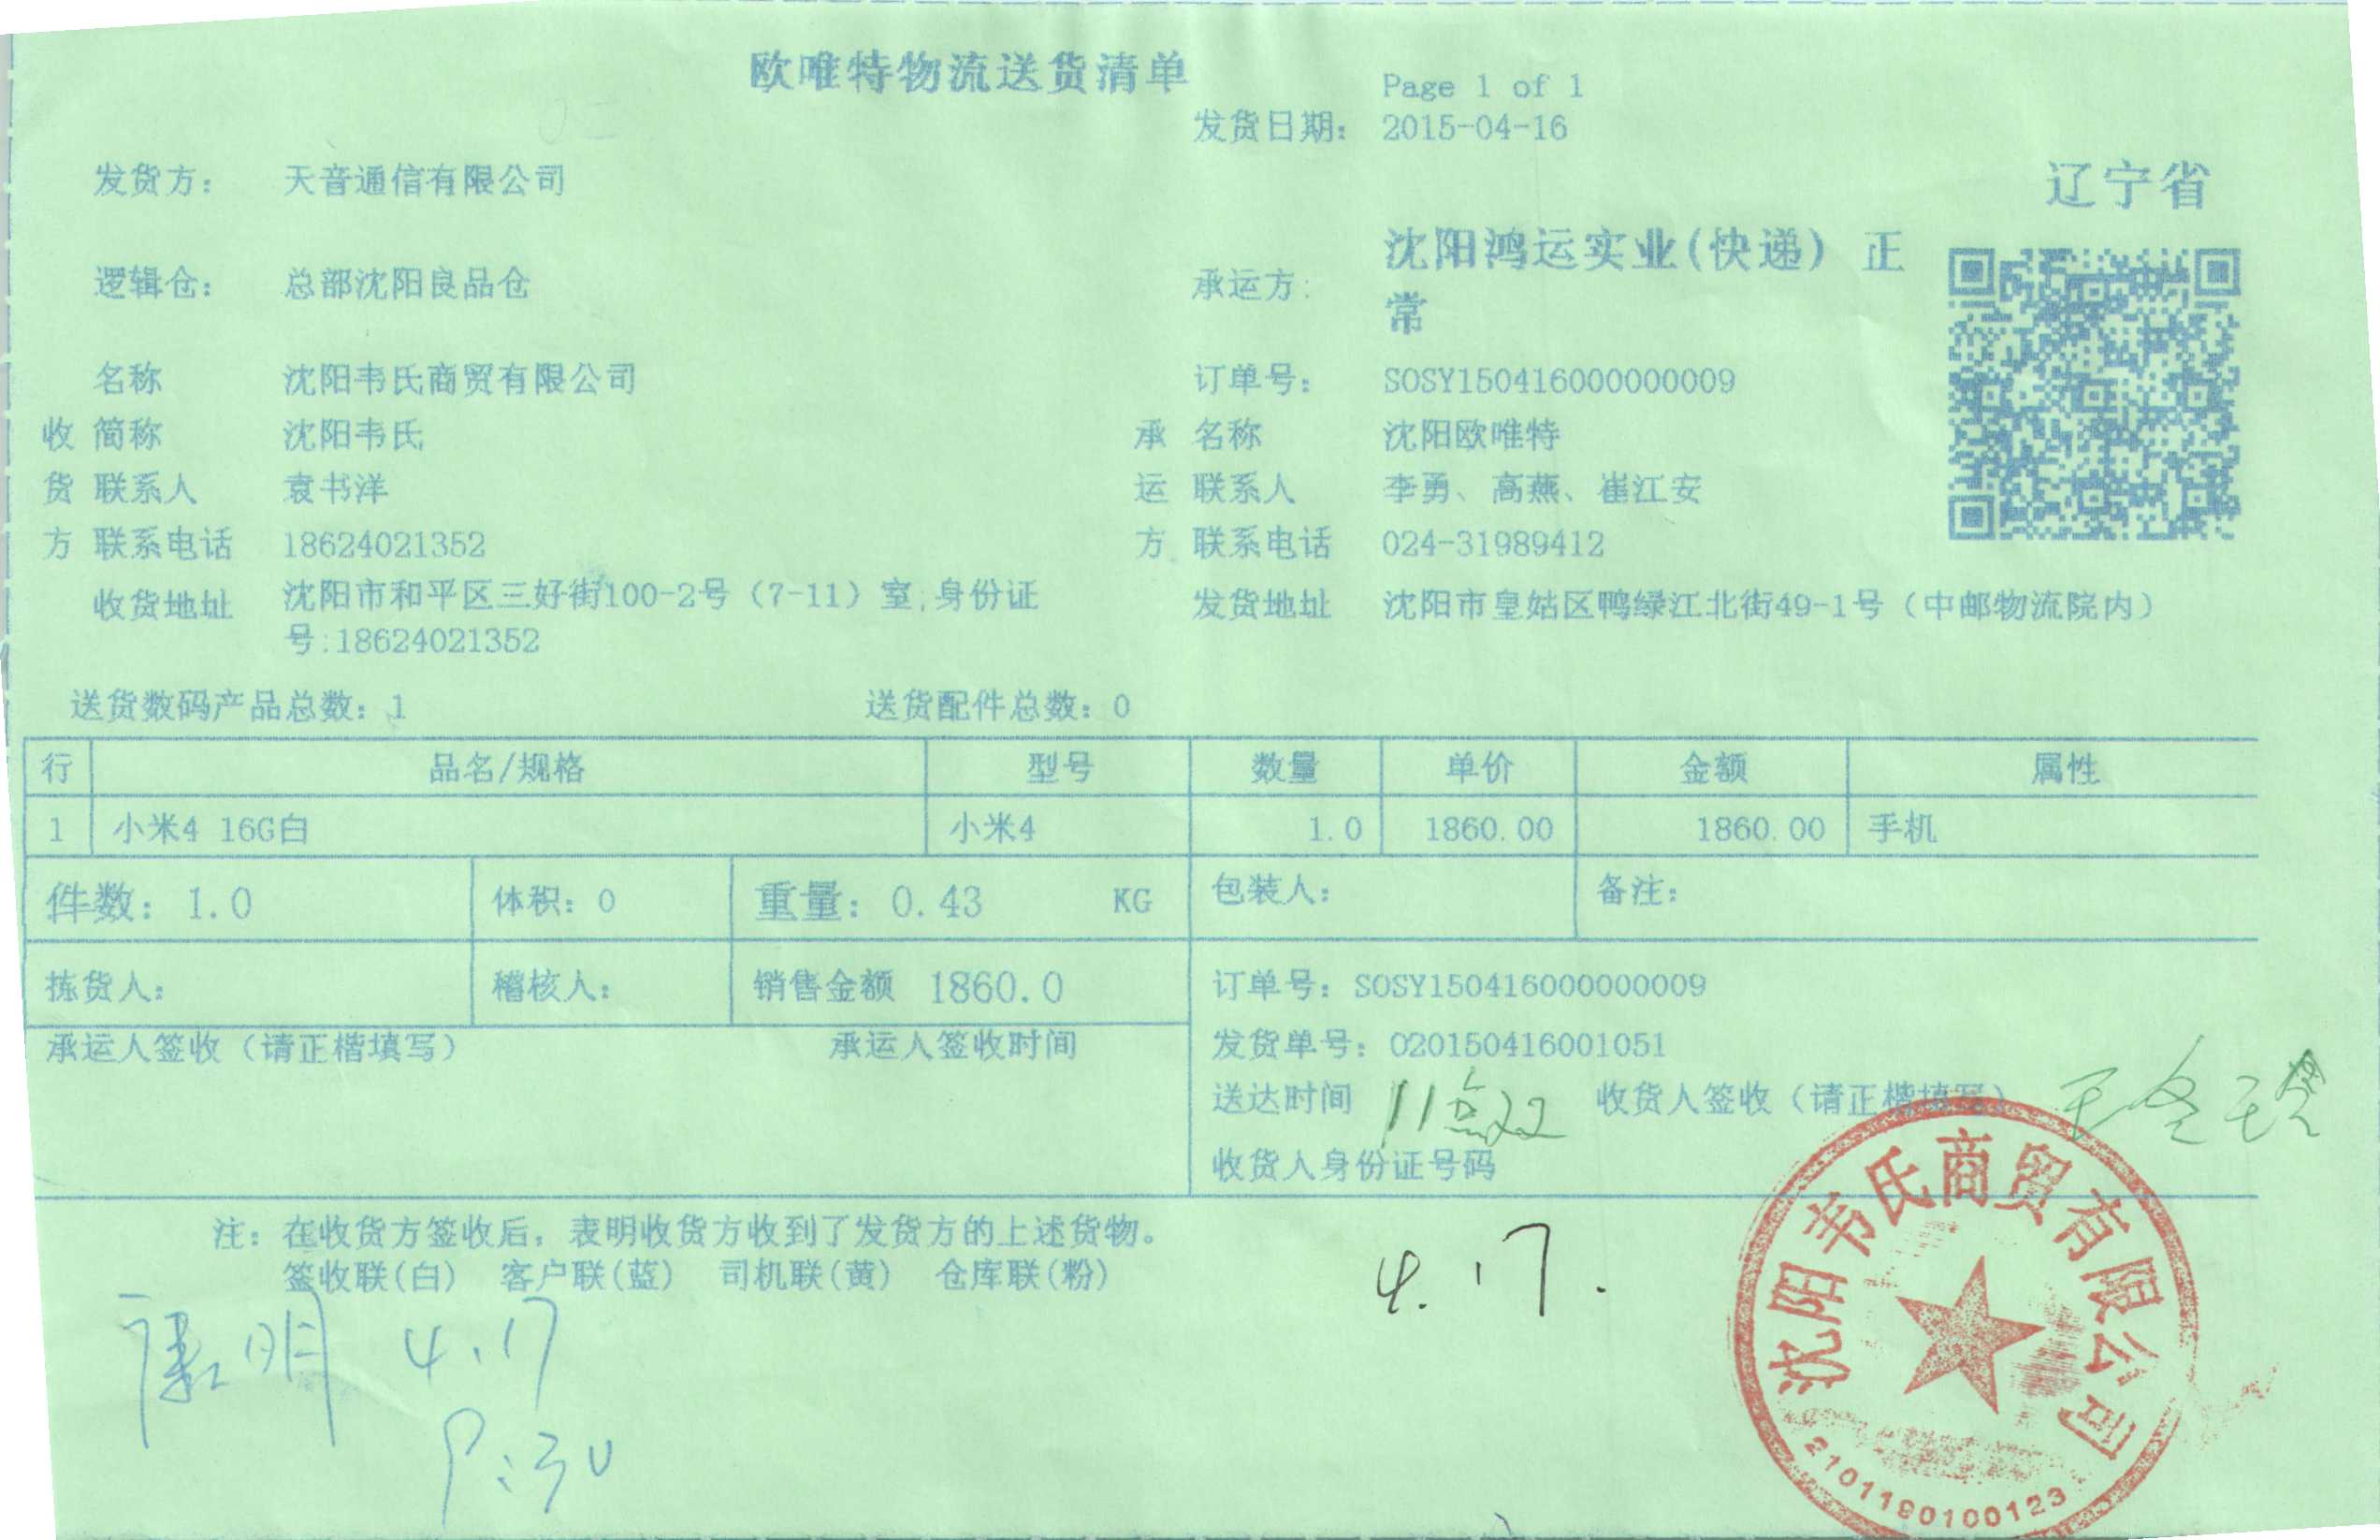 欧唯特物流送货清单
Page 1 of 1
发货日期: 2015-04-16
发货方: 天音通信有限公司
辽宁省
逻辑仓: 总部沈阳良品仓
承运方: 沈阳鸿运实业(快递) 正
常
名称 沈阳韦氏商贸有限公司
订单号: SOSY150416000000009
收 简称 沈阳韦氏
承 名称 沈阳欧唯特
货 联系人 袁书洋
运 联系人 李勇、高燕、崔江安
方 联系电话 18624021352
方 联系电话 024-31989412
收货地址 沈阳市和平区三好街100-2号（7-11）室,身份证
号:18624021352
发货地址 沈阳市皇姑区鸭绿江北街49-1号（中邮物流院内）
送货数码产品总数: 1 送货配件总数: 0
行 品名/规格 型号 数量 单价 金额 属性
1 小米4 16G白 小米4 1.0 1860.00 1860.00 手机
件数: 1.0 体积: 0 重量: 0.43 KG 包装人: 备注:
拣货人: 稽核人: 销售金额 1860.0 订单号: SOSY150416000000009
承运人签收（请正楷填写） 承运人签收时间
发货单号: 020150416001051
送达时间 11点22 收货人签收（请正楷填写）
收货人身份证号码
注: 在收货方签收后，表明收货方收到了发货方的上述货物。
签收联(白) 客户联(蓝) 司机联(黄) 仓库联(粉)
4.17.
康明 4.17
9:30
沈阳韦氏商贸有限公司
2101190100123